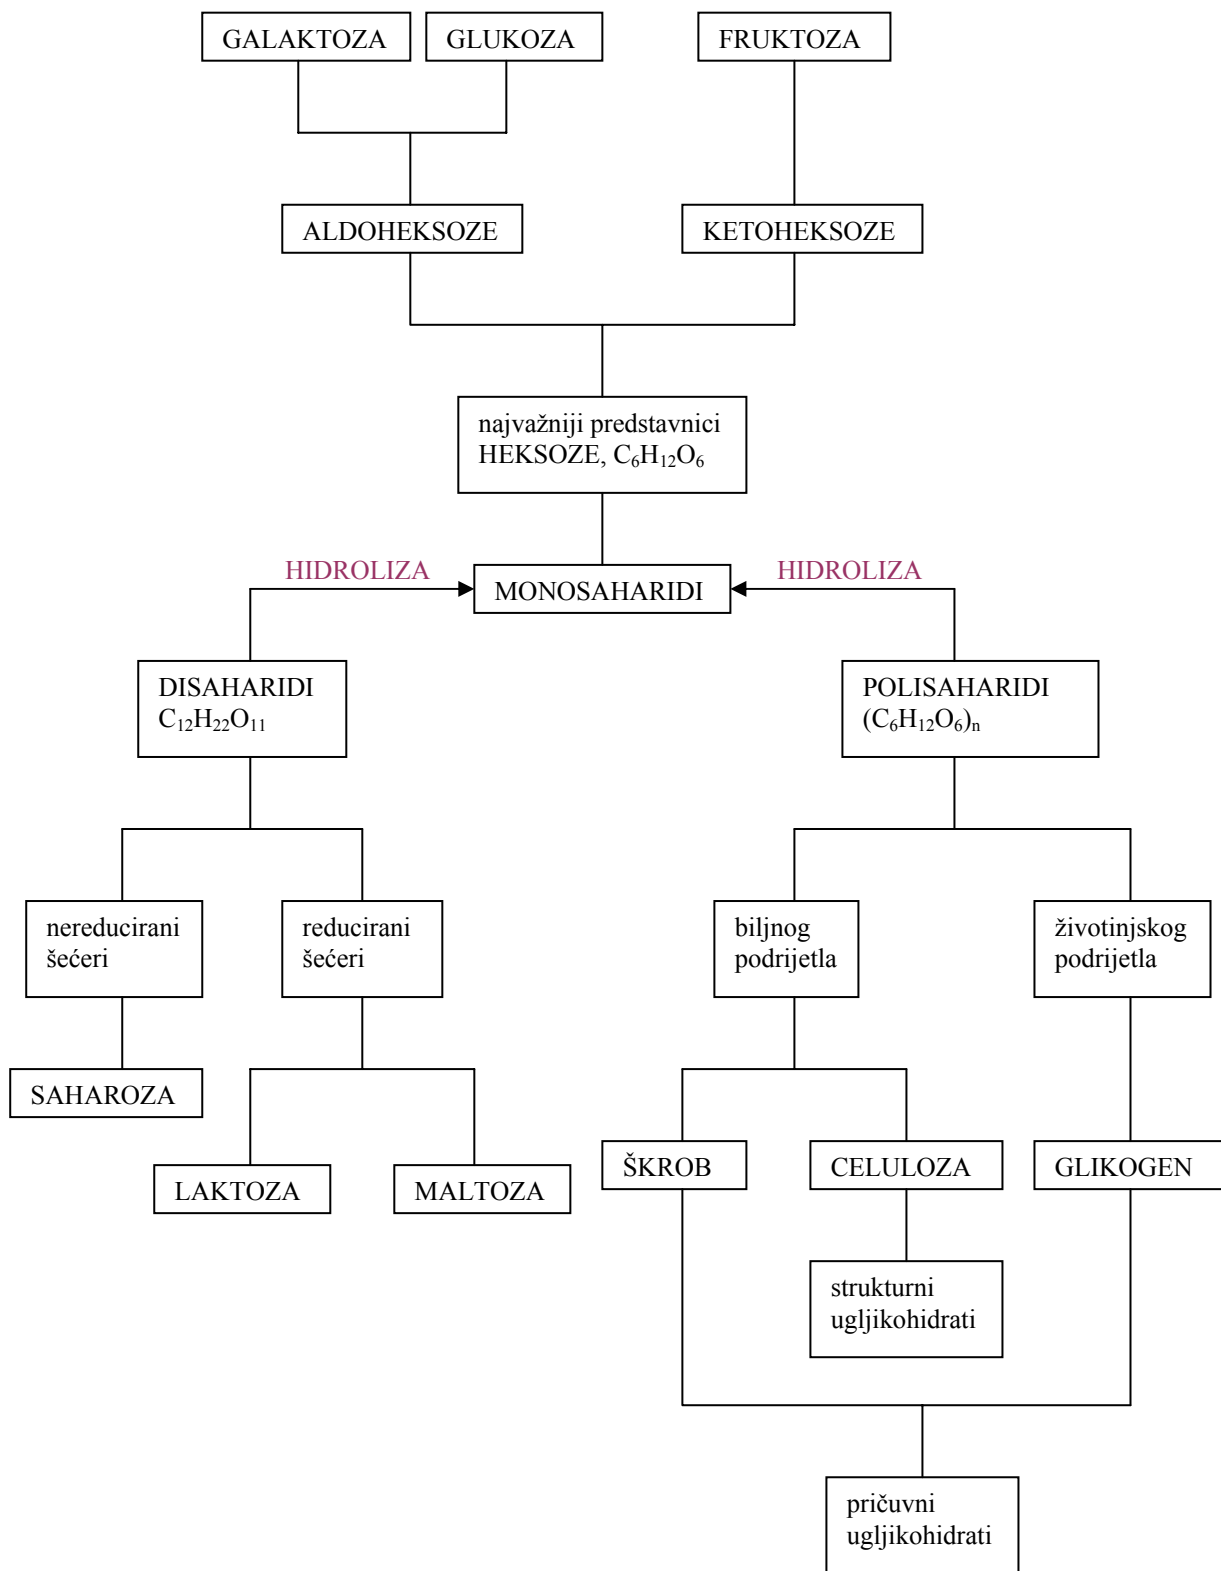 GALAKTOZA
GLUKOZA
FRUKTOZA
ALDOHEKSOZE
KETOHEKSOZE
najvažniji predstavnici
HEKSOZE, C₆H₁₂O₆
HIDROLIZA
MONOSAHARIDI
HIDROLIZA
DISAHARIDI
C₁₂H₂₂O₁₁
POLISAHARIDI
(C₆H₁₂O₆)ₙ
nereducirani
šećeri
reducirani
šećeri
biljnog
podrijetla
životinjskog
podrijetla
SAHAROZA
LAKTOZA
MALTOZA
ŠKROB
CELULOZA
GLIKOGEN
strukturni
ugljikohidrati
pričuvni
ugljikohidrati